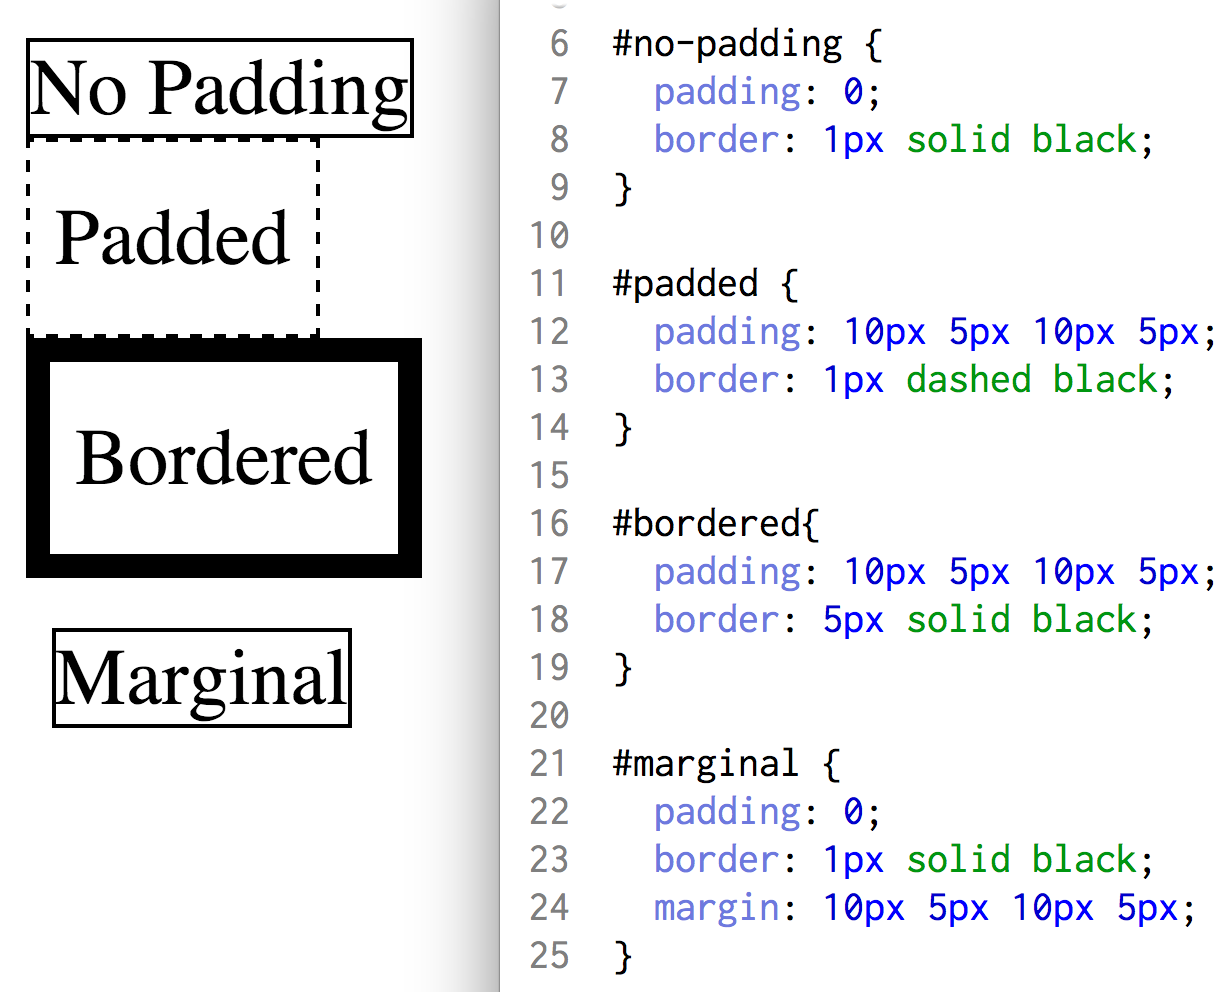 No Padding
Padded
Bordered
Marginal
6 #no-padding {
7 padding: 0;
8 border: 1px solid black;
9 }
10
11 #padded {
12 padding: 10px 5px 10px 5px;
13 border: 1px dashed black;
14 }
15
16 #bordered{
17 padding: 10px 5px 10px 5px;
18 border: 5px solid black;
19 }
20
21 #marginal {
22 padding: 0;
23 border: 1px solid black;
24 margin: 10px 5px 10px 5px;
25 }